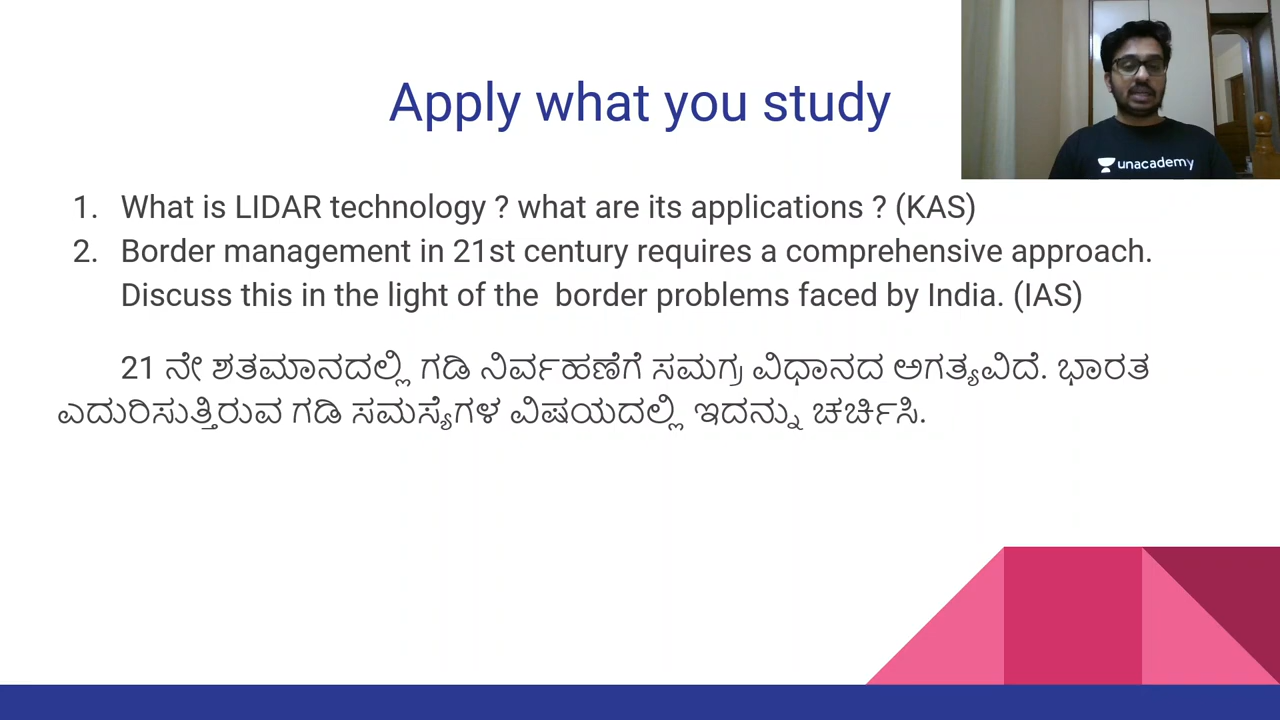 Apply what you study
unacademy
1. What is LIDAR technology ? what are its applications ? (KAS)
2. Border management in 21st century requires a comprehensive approach.
Discuss this in the light of the border problems faced by India. (IAS)
21 ನೇ ಶತಮಾನದಲ್ಲಿ ಗಡಿ ನಿರ್ವಹಣೆಗೆ ಸಮಗ್ರ ವಿಧಾನದ ಅಗತ್ಯವಿದೆ. ಭಾರತ
ಎದುರಿಸುತ್ತಿರುವ ಗಡಿ ಸಮಸ್ಯೆಗಳ ವಿಷಯದಲ್ಲಿ ಇದನ್ನು ಚರ್ಚಿಸಿ.